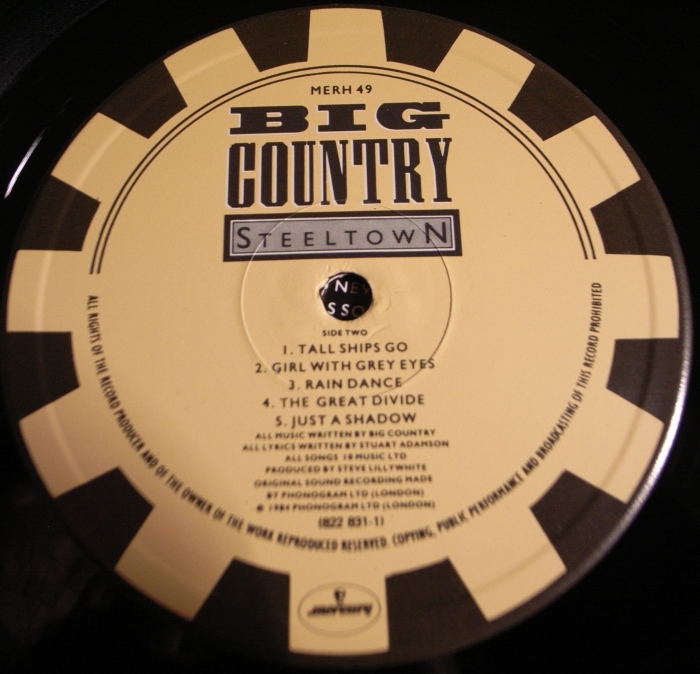 MERH 49
BIG
COUNTRY
STEELTOWN
NEW
SSO
SIDE TWO
1. TALL SHIPS GO
2. GIRL WITH GREY EYES
3. RAIN DANCE
4. THE GREAT DIVIDE
5. JUST A SHADOW
ALL MUSIC WRITTEN BY BIG COUNTRY
ALL LYRICS WRITTEN BY STUART ADAMSON
ALL SONGS 10 MUSIC LTD
PRODUCED BY STEVE LILLYWHITE
ORIGINAL SOUND RECORDING MADE
BY PHONOGRAM LTD (LONDON)
© 1984 PHONOGRAM LTD (LONDON)
(822 831-1)
ALL RIGHTS OF THE RECORD PRODUCER AND OF THE OWNER OF THE WORK REPRODUCED RESERVED. COPYING, PUBLIC PERFORMANCE AND BROADCASTING OF THIS RECORD PROHIBITED
mercury